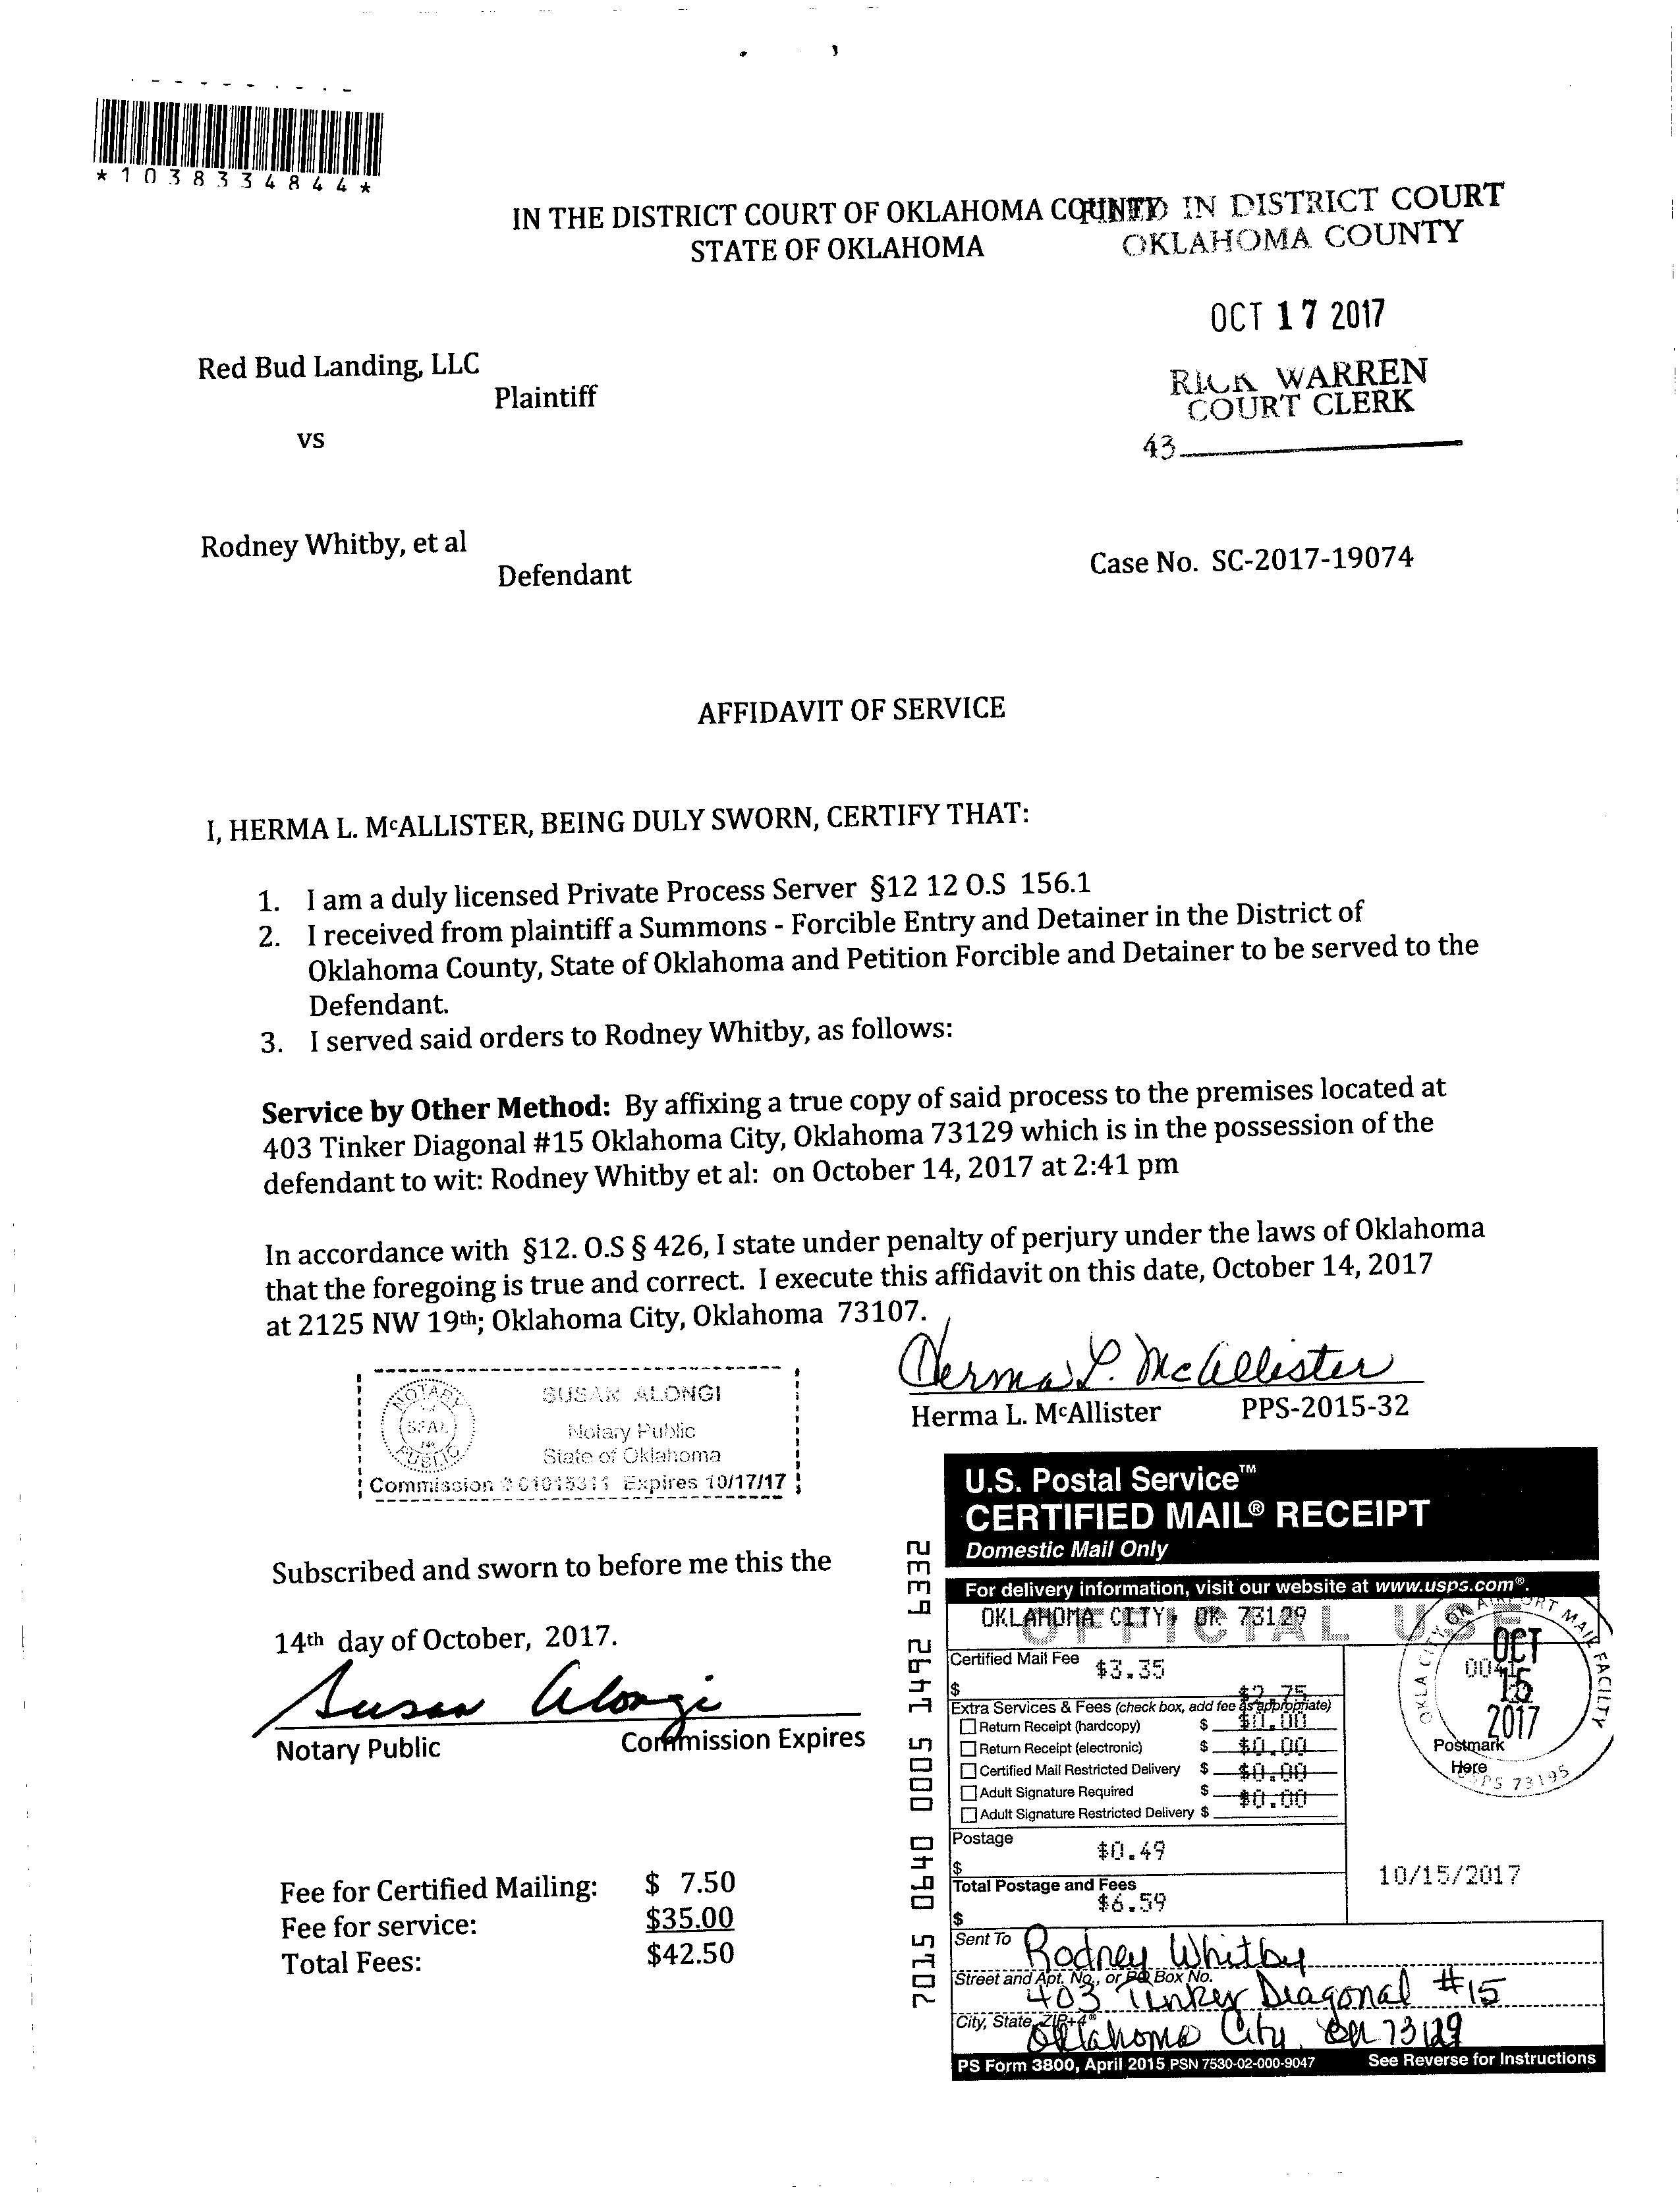 *1038334844*
IN THE DISTRICT COURT OF OKLAHOMA COUNTY
STATE OF OKLAHOMA
FILED IN DISTRICT COURT
OKLAHOMA COUNTY
OCT 17 2017
RICK WARREN
COURT CLERK
43
Red Bud Landing, LLC
Plaintiff
vs
Rodney Whitby, et al
Defendant
Case No. SC-2017-19074
AFFIDAVIT OF SERVICE
I, HERMA L. McALLISTER, BEING DULY SWORN, CERTIFY THAT:
1. I am a duly licensed Private Process Server §12 12 O.S 156.1
2. I received from plaintiff a Summons - Forcible Entry and Detainer in the District of
Oklahoma County, State of Oklahoma and Petition Forcible and Detainer to be served to the
Defendant.
3. I served said orders to Rodney Whitby, as follows:
Service by Other Method: By affixing a true copy of said process to the premises located at
403 Tinker Diagonal #15 Oklahoma City, Oklahoma 73129 which is in the possession of the
defendant to wit: Rodney Whitby et al: on October 14, 2017 at 2:41 pm
In accordance with §12. O.S § 426, I state under penalty of perjury under the laws of Oklahoma
that the foregoing is true and correct. I execute this affidavit on this date, October 14, 2017
at 2125 NW 19th; Oklahoma City, Oklahoma 73107.
Herma L. McAllister
Herma L. McAllister PPS-2015-32
NOTARY
SEAL
PUBLIC
SUSAN ALONGI
Notary Public
State of Oklahoma
Commission # 01015311 Expires 10/17/17
Subscribed and sworn to before me this the
14th day of October, 2017.
Susan Alongi
Notary Public Commission Expires
Fee for Certified Mailing: $ 7.50
Fee for service: $35.00
Total Fees: $42.50
7015 0640 0005 1492 6332
U.S. Postal Service™
CERTIFIED MAIL® RECEIPT
Domestic Mail Only
For delivery information, visit our website at www.usps.com®.
OKLAHOMA CITY, OK 73129
OFFICIAL USE
Certified Mail Fee $3.35
$
$2.75
Extra Services & Fees (check box, add fee as appropriate)
Return Receipt (hardcopy) $ $0.00
Return Receipt (electronic) $ $0.00
Certified Mail Restricted Delivery $ $0.00
Adult Signature Required $ $0.00
Adult Signature Restricted Delivery $
Postage
$ $0.49
Total Postage and Fees
$ $6.59
OKLA CITY OK AIRPORT MAIL FACILITY
OCT
15
2017
Postmark
Here
USPS 73195
10/15/2017
Sent To Rodney Whitby
Street and Apt. No., or PO Box No. 403 Tinker Diagonal #15
City, State, ZIP+4® Oklahoma City, OK 73129
PS Form 3800, April 2015 PSN 7530-02-000-9047 See Reverse for Instructions